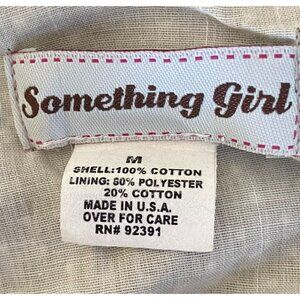 Something Girl
M
SHELL:100% COTTON
LINING: 80% POLYESTER
20% COTTON
MADE IN U.S.A.
OVER FOR CARE
RN# 92391